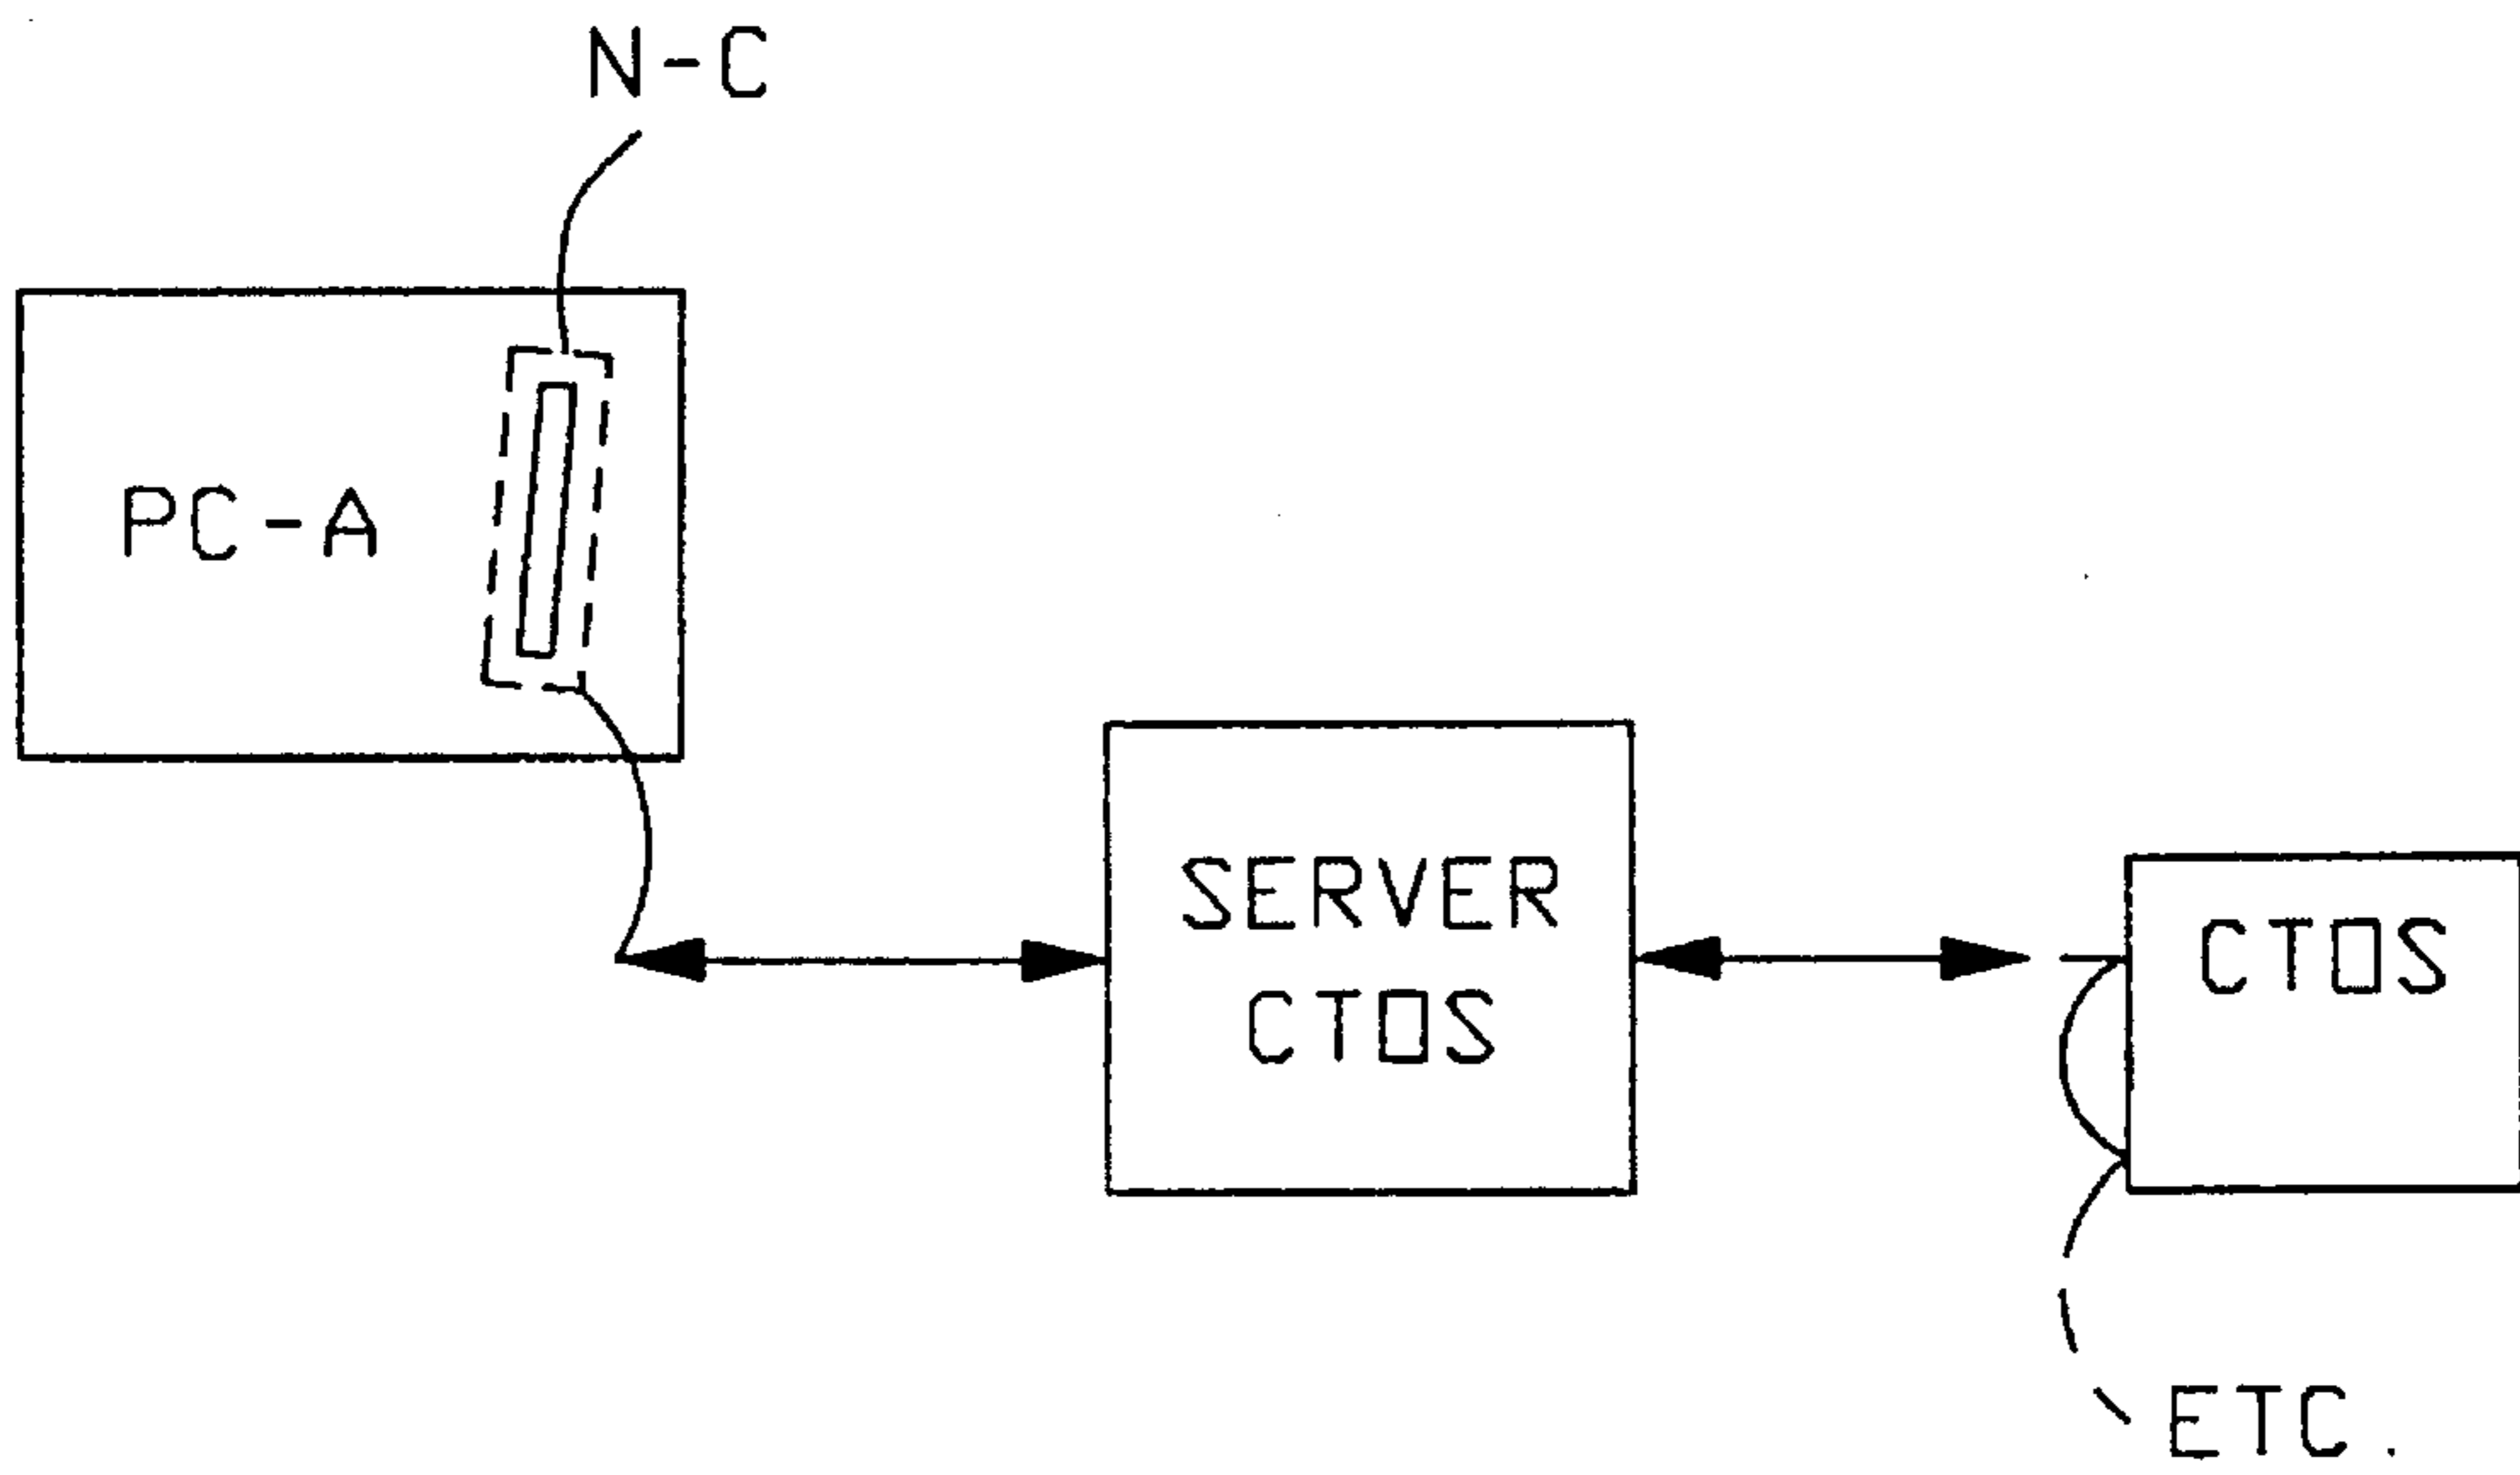 N-C
PC-A
SERVER
CTOS
CTOS
ETC.